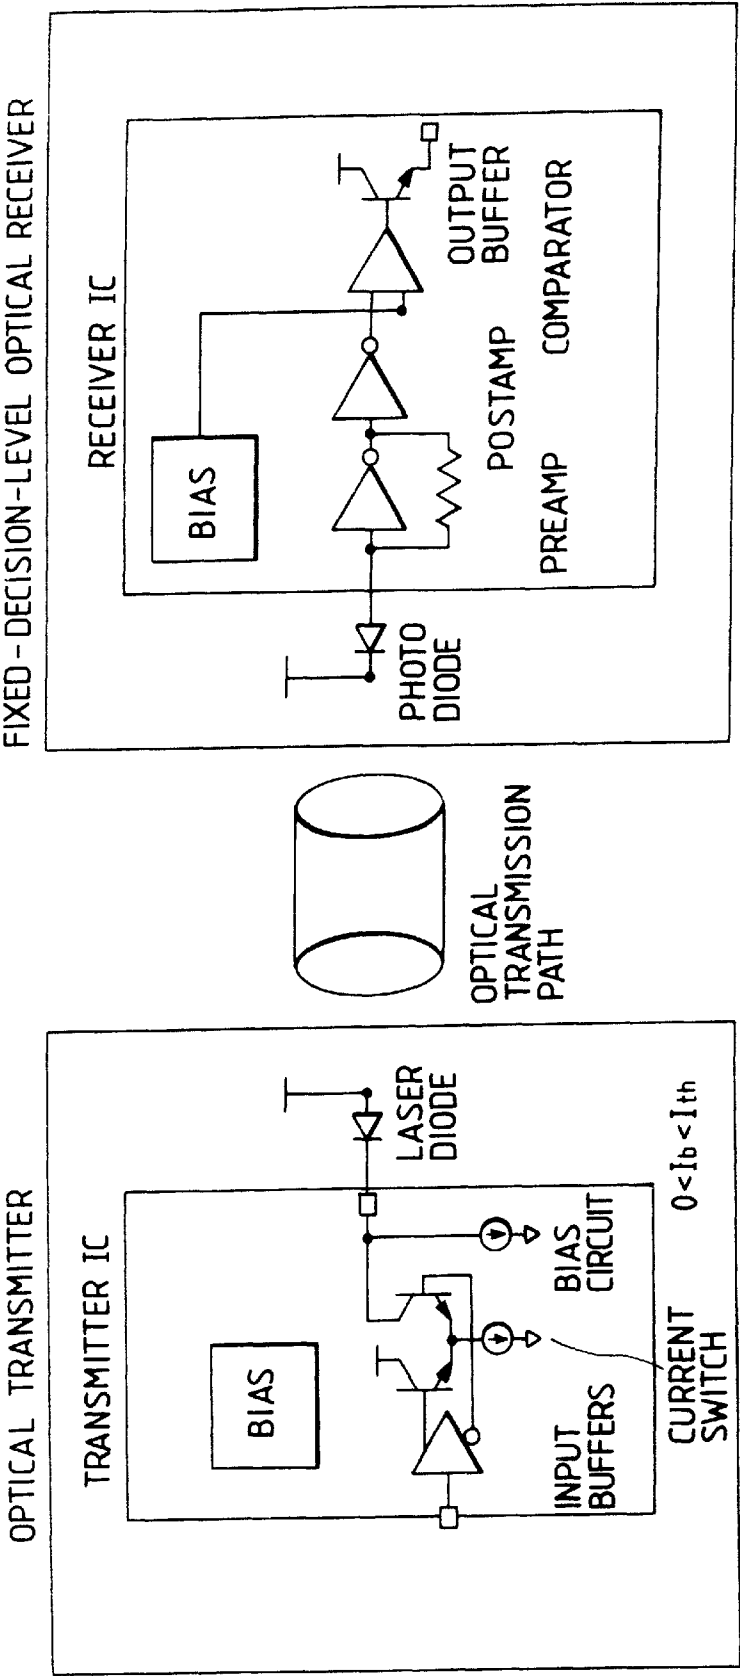 OPTICAL TRANSMITTER
TRANSMITTER IC
BIAS
LASER
DIODE
INPUT
BUFFERS
BIAS
CIRCUIT
CURRENT
SWITCH
0<Ib<Ith
OPTICAL
TRANSMISSION
PATH
FIXED-DECISION-LEVEL OPTICAL RECEIVER
RECEIVER IC
BIAS
PHOTO
DIODE
PREAMP
POSTAMP
COMPARATOR
OUTPUT
BUFFER